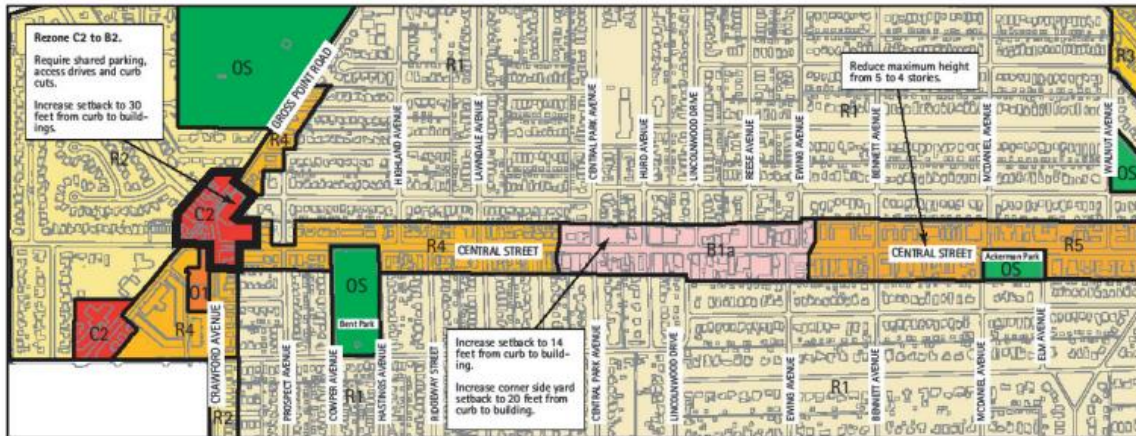 Rezone C2 to B2.
Require shared parking,
access drives and curb
cuts.
Increase setback to 30
feet from curb to build-
ings.
OS
GROSS POINT ROAD
R1
Reduce maximum height
from 5 to 4 stories.
R3
R2
R4
HIGHLAND AVENUE
LAWNDALE AVENUE
CENTRAL PARK AVENUE
HURD AVENUE
LINCOLNWOOD DRIVE
REESE AVENUE
EWING AVENUE
R1
BENNETT AVENUE
MCDANIEL AVENUE
WALNUT AVENUE
OS
C2
R4
CENTRAL STREET
B1a
CENTRAL STREET
Ackerman Park
OS
R5
O1
C2
R4
CRAWFORD AVENUE
R2
PROSPECT AVENUE
COWPER AVENUE
OS
Bent Park
R1
HASTINGS AVENUE
RIDGEWAY STREET
Increase setback to 14
feet from curb to build-
ing.
Increase corner side yard
setback to 20 feet from
curb to building.
CENTRAL PARK AVENUE
LINCOLNWOOD DRIVE
EWING AVENUE
R1
BENNETT AVENUE
MCDANIEL AVENUE
ELM AVENUE